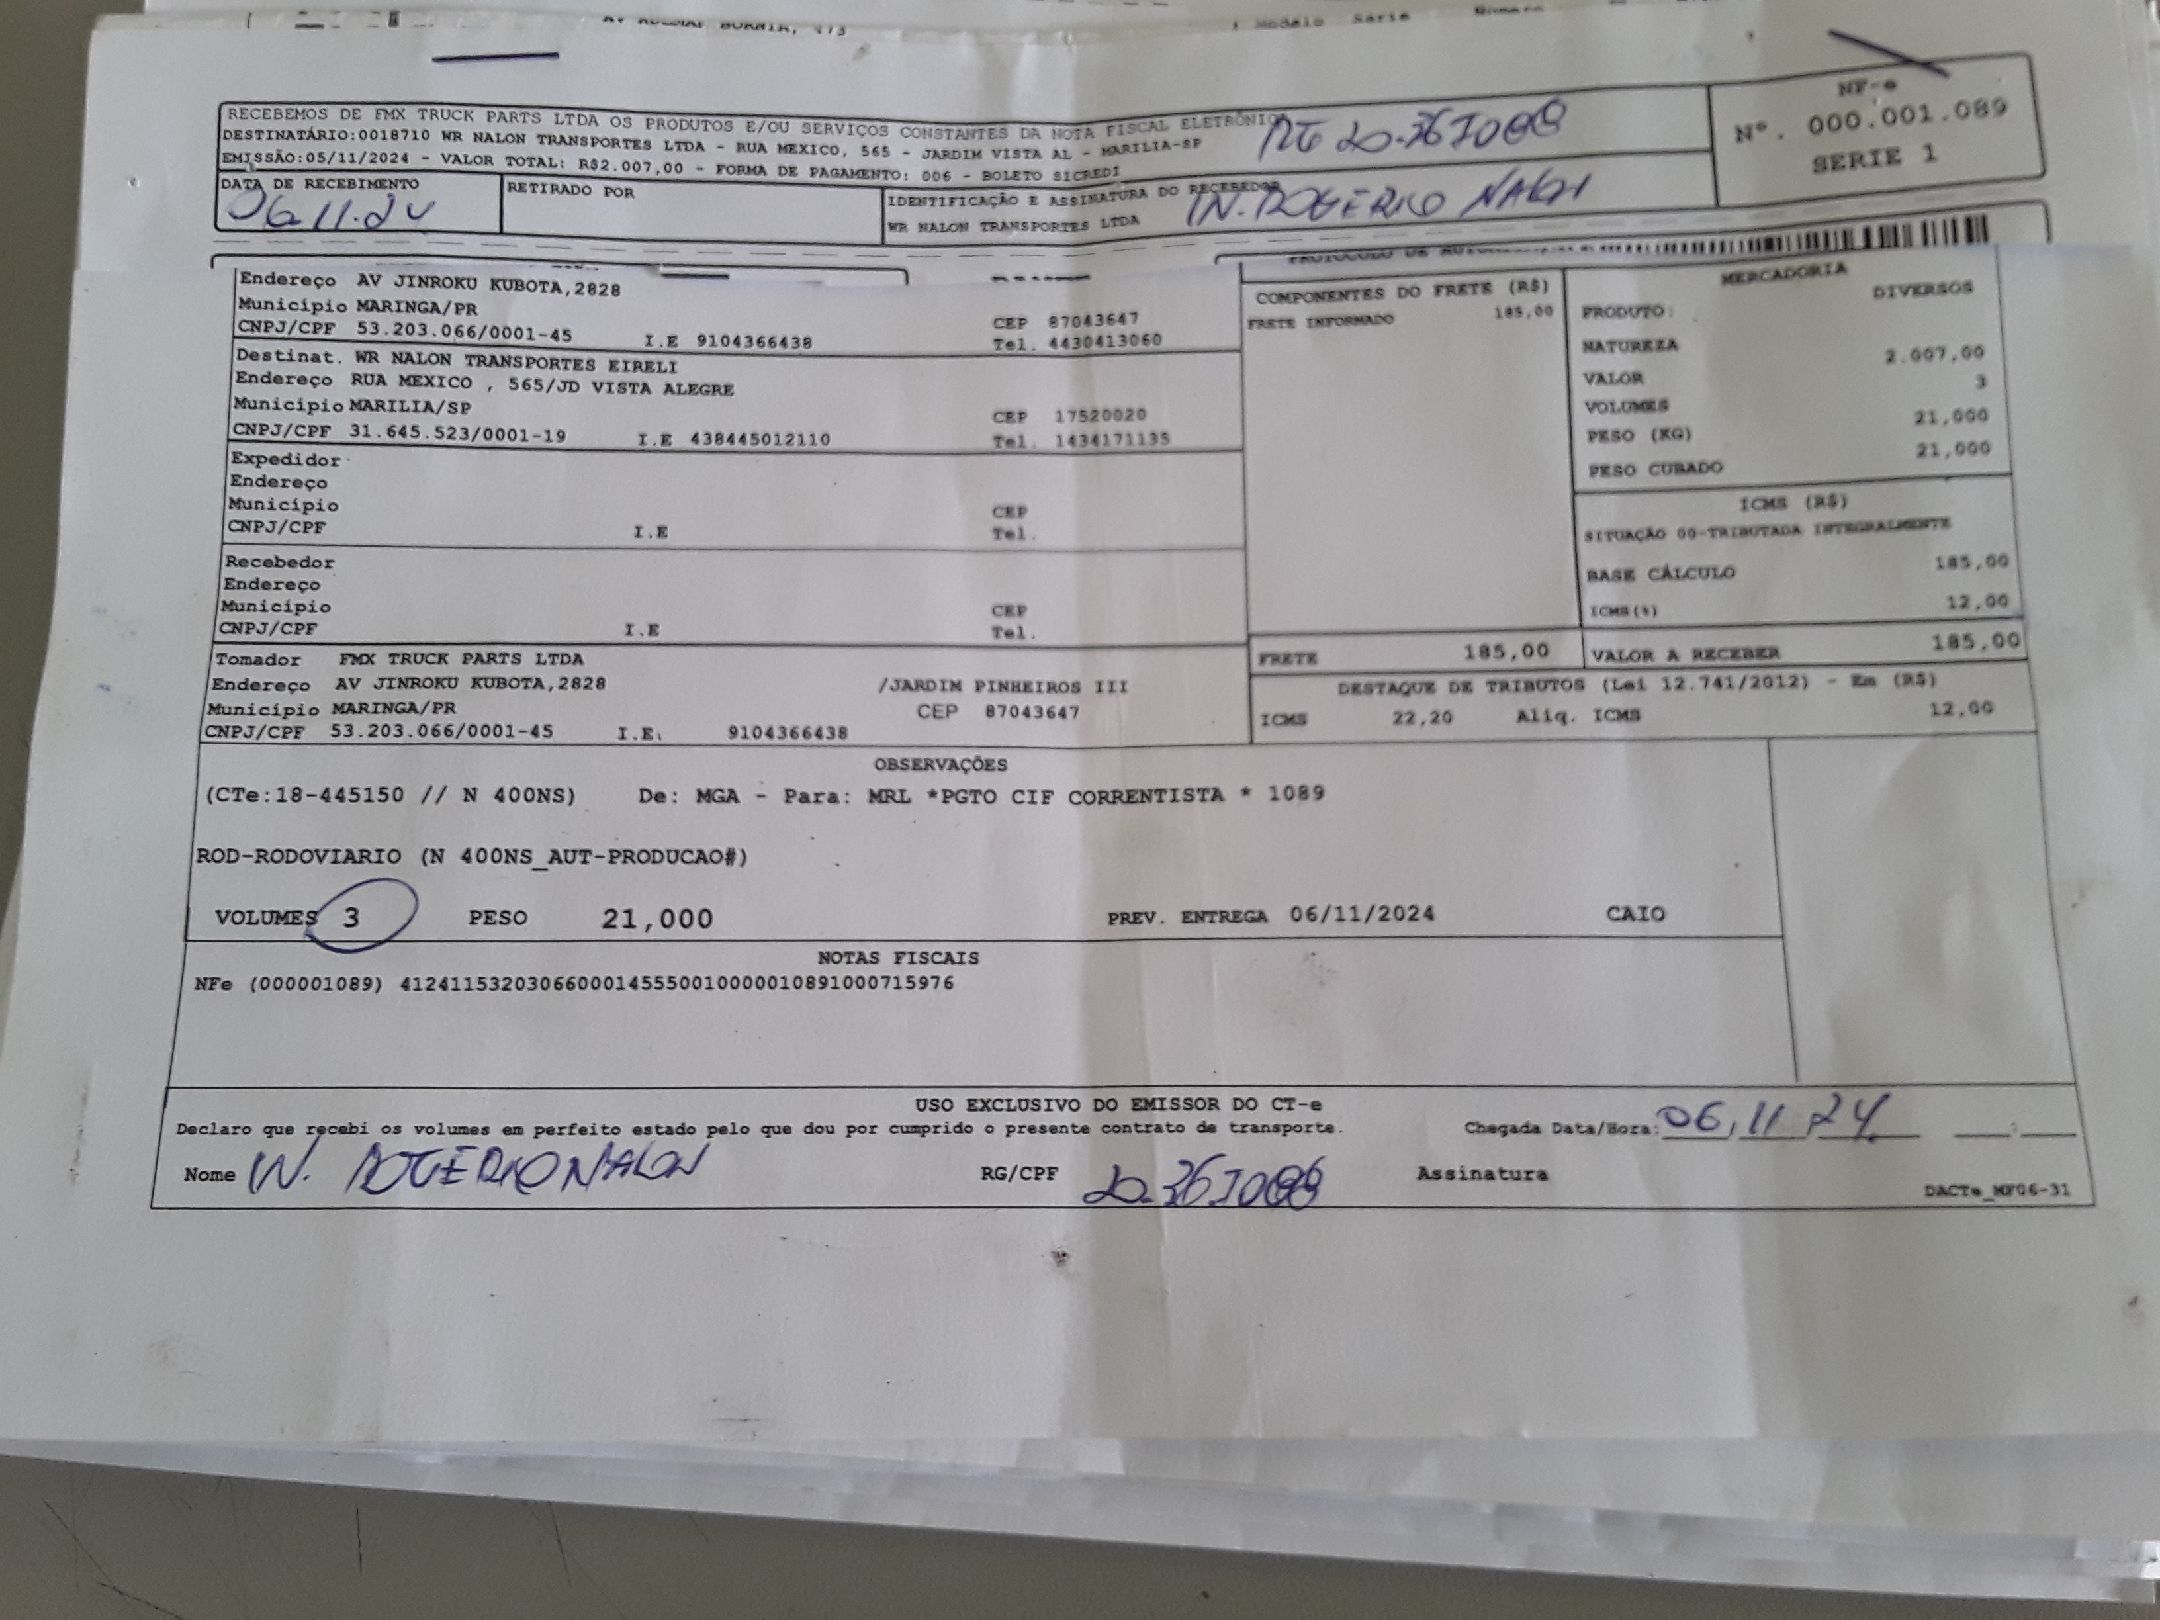 AV
Modelo Serie Número
RECEBEMOS DE FMX TRUCK PARTS LTDA OS PRODUTOS E/OU SERVIÇOS CONSTANTES DA NOTA FISCAL ELETRÔNIC
DESTINATÁRIO:0018710 WR NALON TRANSPORTES LTDA - RUA MEXICO, 565 - JARDIM VISTA AL - MARILIA-SP
EMISSÃO:05/11/2024 - VALOR TOTAL: R$2.007,00 - FORMA DE PAGAMENTO: 006 - BOLETO SICREDI
NF-e
Nº. 000.001.089
SERIE 1
DATA DE RECEBIMENTO
06.11.24
RETIRADO POR
IDENTIFICAÇÃO E ASSINATURA DO RECEBEDOR
WR NALON TRANSPORTES LTDA
W. ROGERIO NALON
Endereço AV JINROKU KUBOTA,2828
Município MARINGA/PR CEP 87043647
CNPJ/CPF 53.203.066/0001-45 I.E 9104366438 Tel. 4430413060
Destinat. WR NALON TRANSPORTES EIRELI
Endereço RUA MEXICO , 565/JD VISTA ALEGRE
Município MARILIA/SP CEP 17520020
CNPJ/CPF 31.645.523/0001-19 I.E 438445012110 Tel. 1434171135
Expedidor
Endereço
Município CEP
CNPJ/CPF I.E Tel.
Recebedor
Endereço
Município CEP
CNPJ/CPF I.E Tel.
Tomador FMX TRUCK PARTS LTDA
Endereço AV JINROKU KUBOTA,2828 /JARDIM PINHEIROS III
Município MARINGA/PR CEP 87043647
CNPJ/CPF 53.203.066/0001-45 I.E. 9104366438
COMPONENTES DO FRETE (R$)
FRETE INFORMADO 185,00
MERCADORIA
PRODUTO: DIVERSOS
NATUREZA
VALOR 2.007,00
VOLUMES 3
PESO (KG) 21,000
PESO CUBADO 21,000
ICMS (R$)
SITUAÇÃO 00-TRIBUTADA INTEGRALMENTE
BASE CÁLCULO 185,00
ICMS(%) 12,00
FRETE 185,00 VALOR A RECEBER 185,00
DESTAQUE DE TRIBUTOS (Lei 12.741/2012) - Em (R$)
ICMS 22,20 Aliq. ICMS 12,00
OBSERVAÇÕES
(CTe:18-445150 // N 400NS) De: MGA - Para: MRL *PGTO CIF CORRENTISTA * 1089
ROD-RODOVIARIO (N 400NS_AUT-PRODUCAO#)
VOLUMES 3 PESO 21,000 PREV. ENTREGA 06/11/2024 CAIO
NOTAS FISCAIS
NFe (000001089) 41241153203066000145550010000010891000715976
USO EXCLUSIVO DO EMISSOR DO CT-e
Declaro que recebi os volumes em perfeito estado pelo que dou por cumprido o presente contrato de transporte. Chegada Data/Hora: 06,11,24
Nome W. ROGERIO NALON RG/CPF Assinatura
DACTe_MF06-31